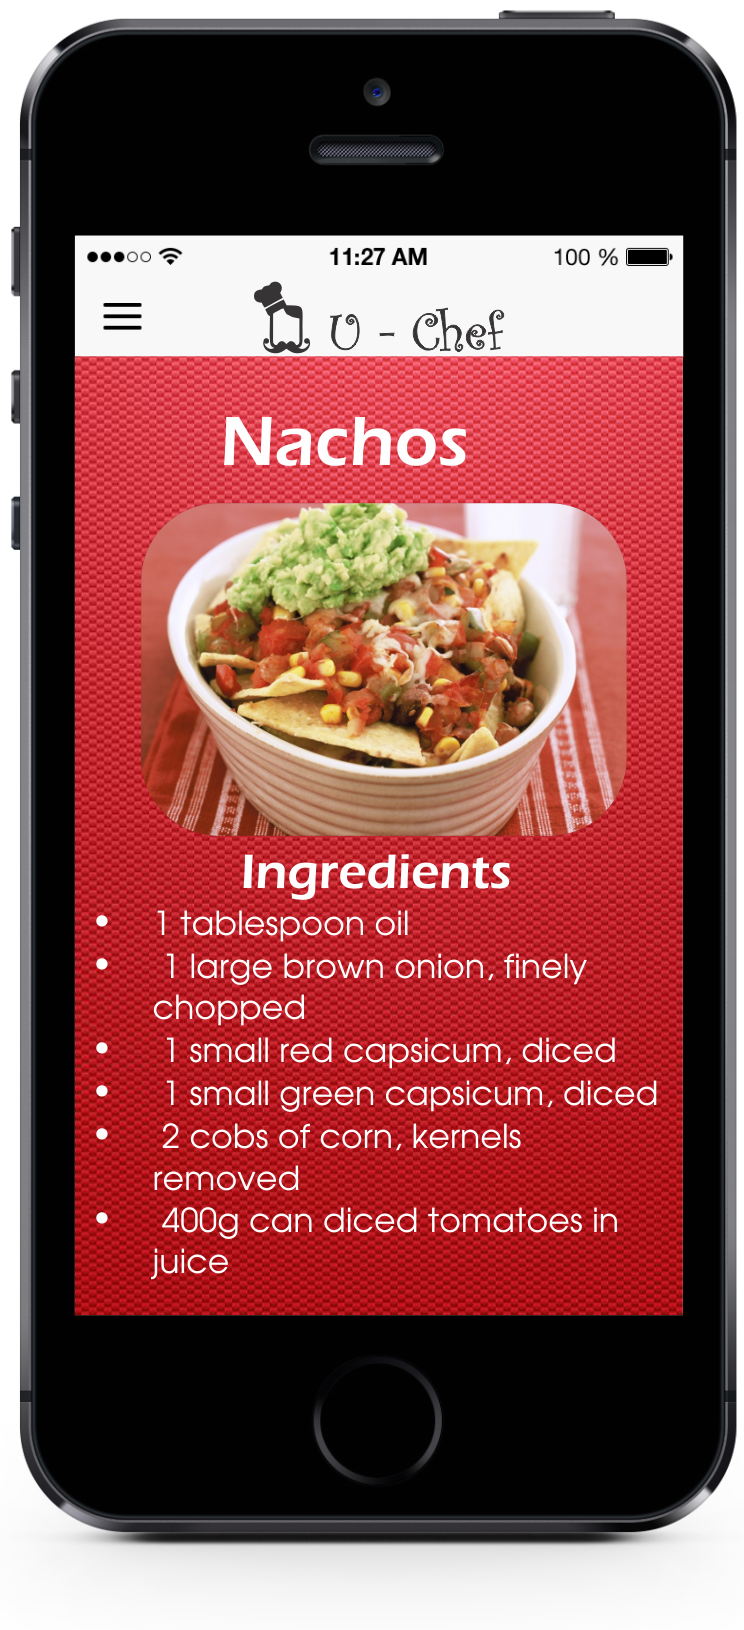 11:27 AM 100 %
U - Chef
Nachos
Ingredients
• 1 tablespoon oil
• 1 large brown onion, finely
chopped
• 1 small red capsicum, diced
• 1 small green capsicum, diced
• 2 cobs of corn, kernels
removed
• 400g can diced tomatoes in
juice